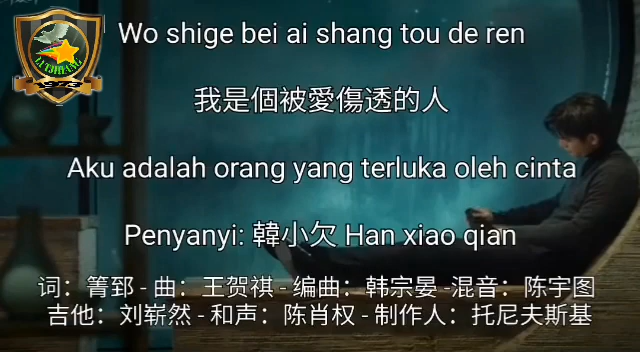 LUTJHEANG
Wo shige bei ai shang tou de ren
我是個被愛傷透的人
Aku adalah orang yang terluka oleh cinta
Penyanyi: 韓小欠 Han xiao qian
词：箐郅 - 曲：王贺祺 - 编曲：韩宗晏 -混音：陈宇图
吉他：刘崭然 - 和声：陈肖权 - 制作人：托尼夫斯基